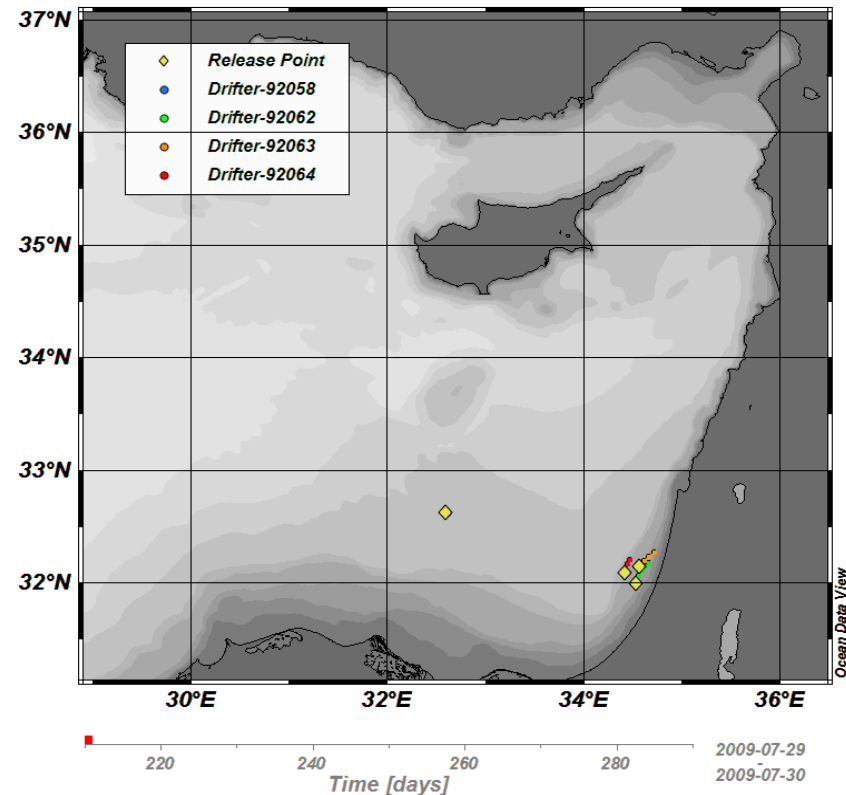 37°N
Release Point
Drifter-92058
36°N
Drifter-92062
Drifter-92063
Drifter-92064
35°N
34°N
33°N
32°N
Ocean Data View
30°E 32°E 34°E 36°E
220 240 260 280
2009-07-29
-
2009-07-30
Time [days]